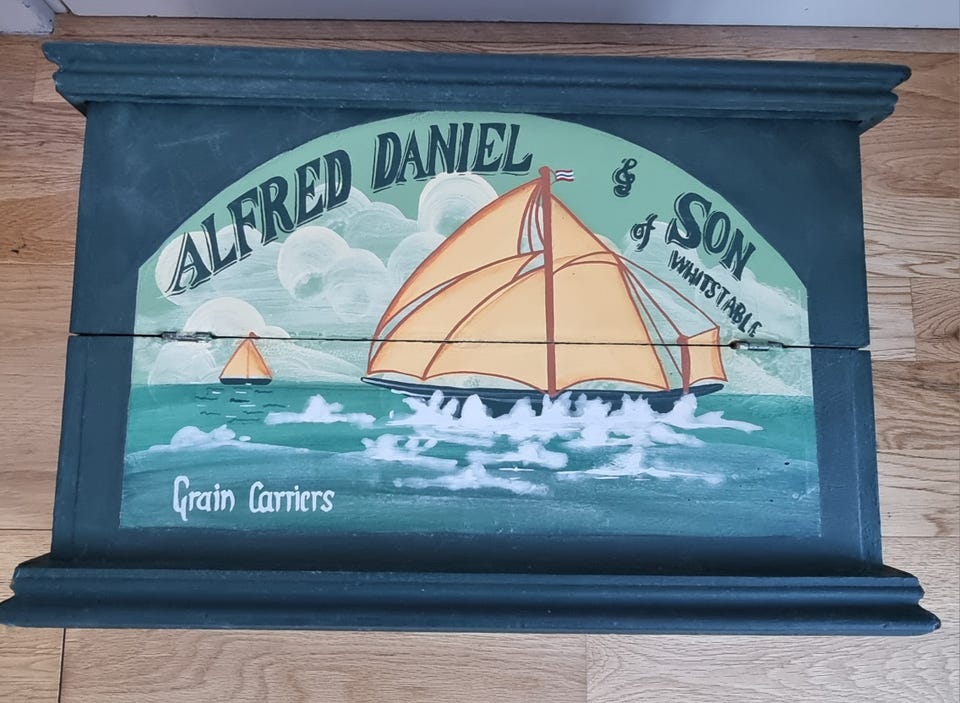 ALFRED DANIEL & SON
of WHITSTABLE
Grain Carriers